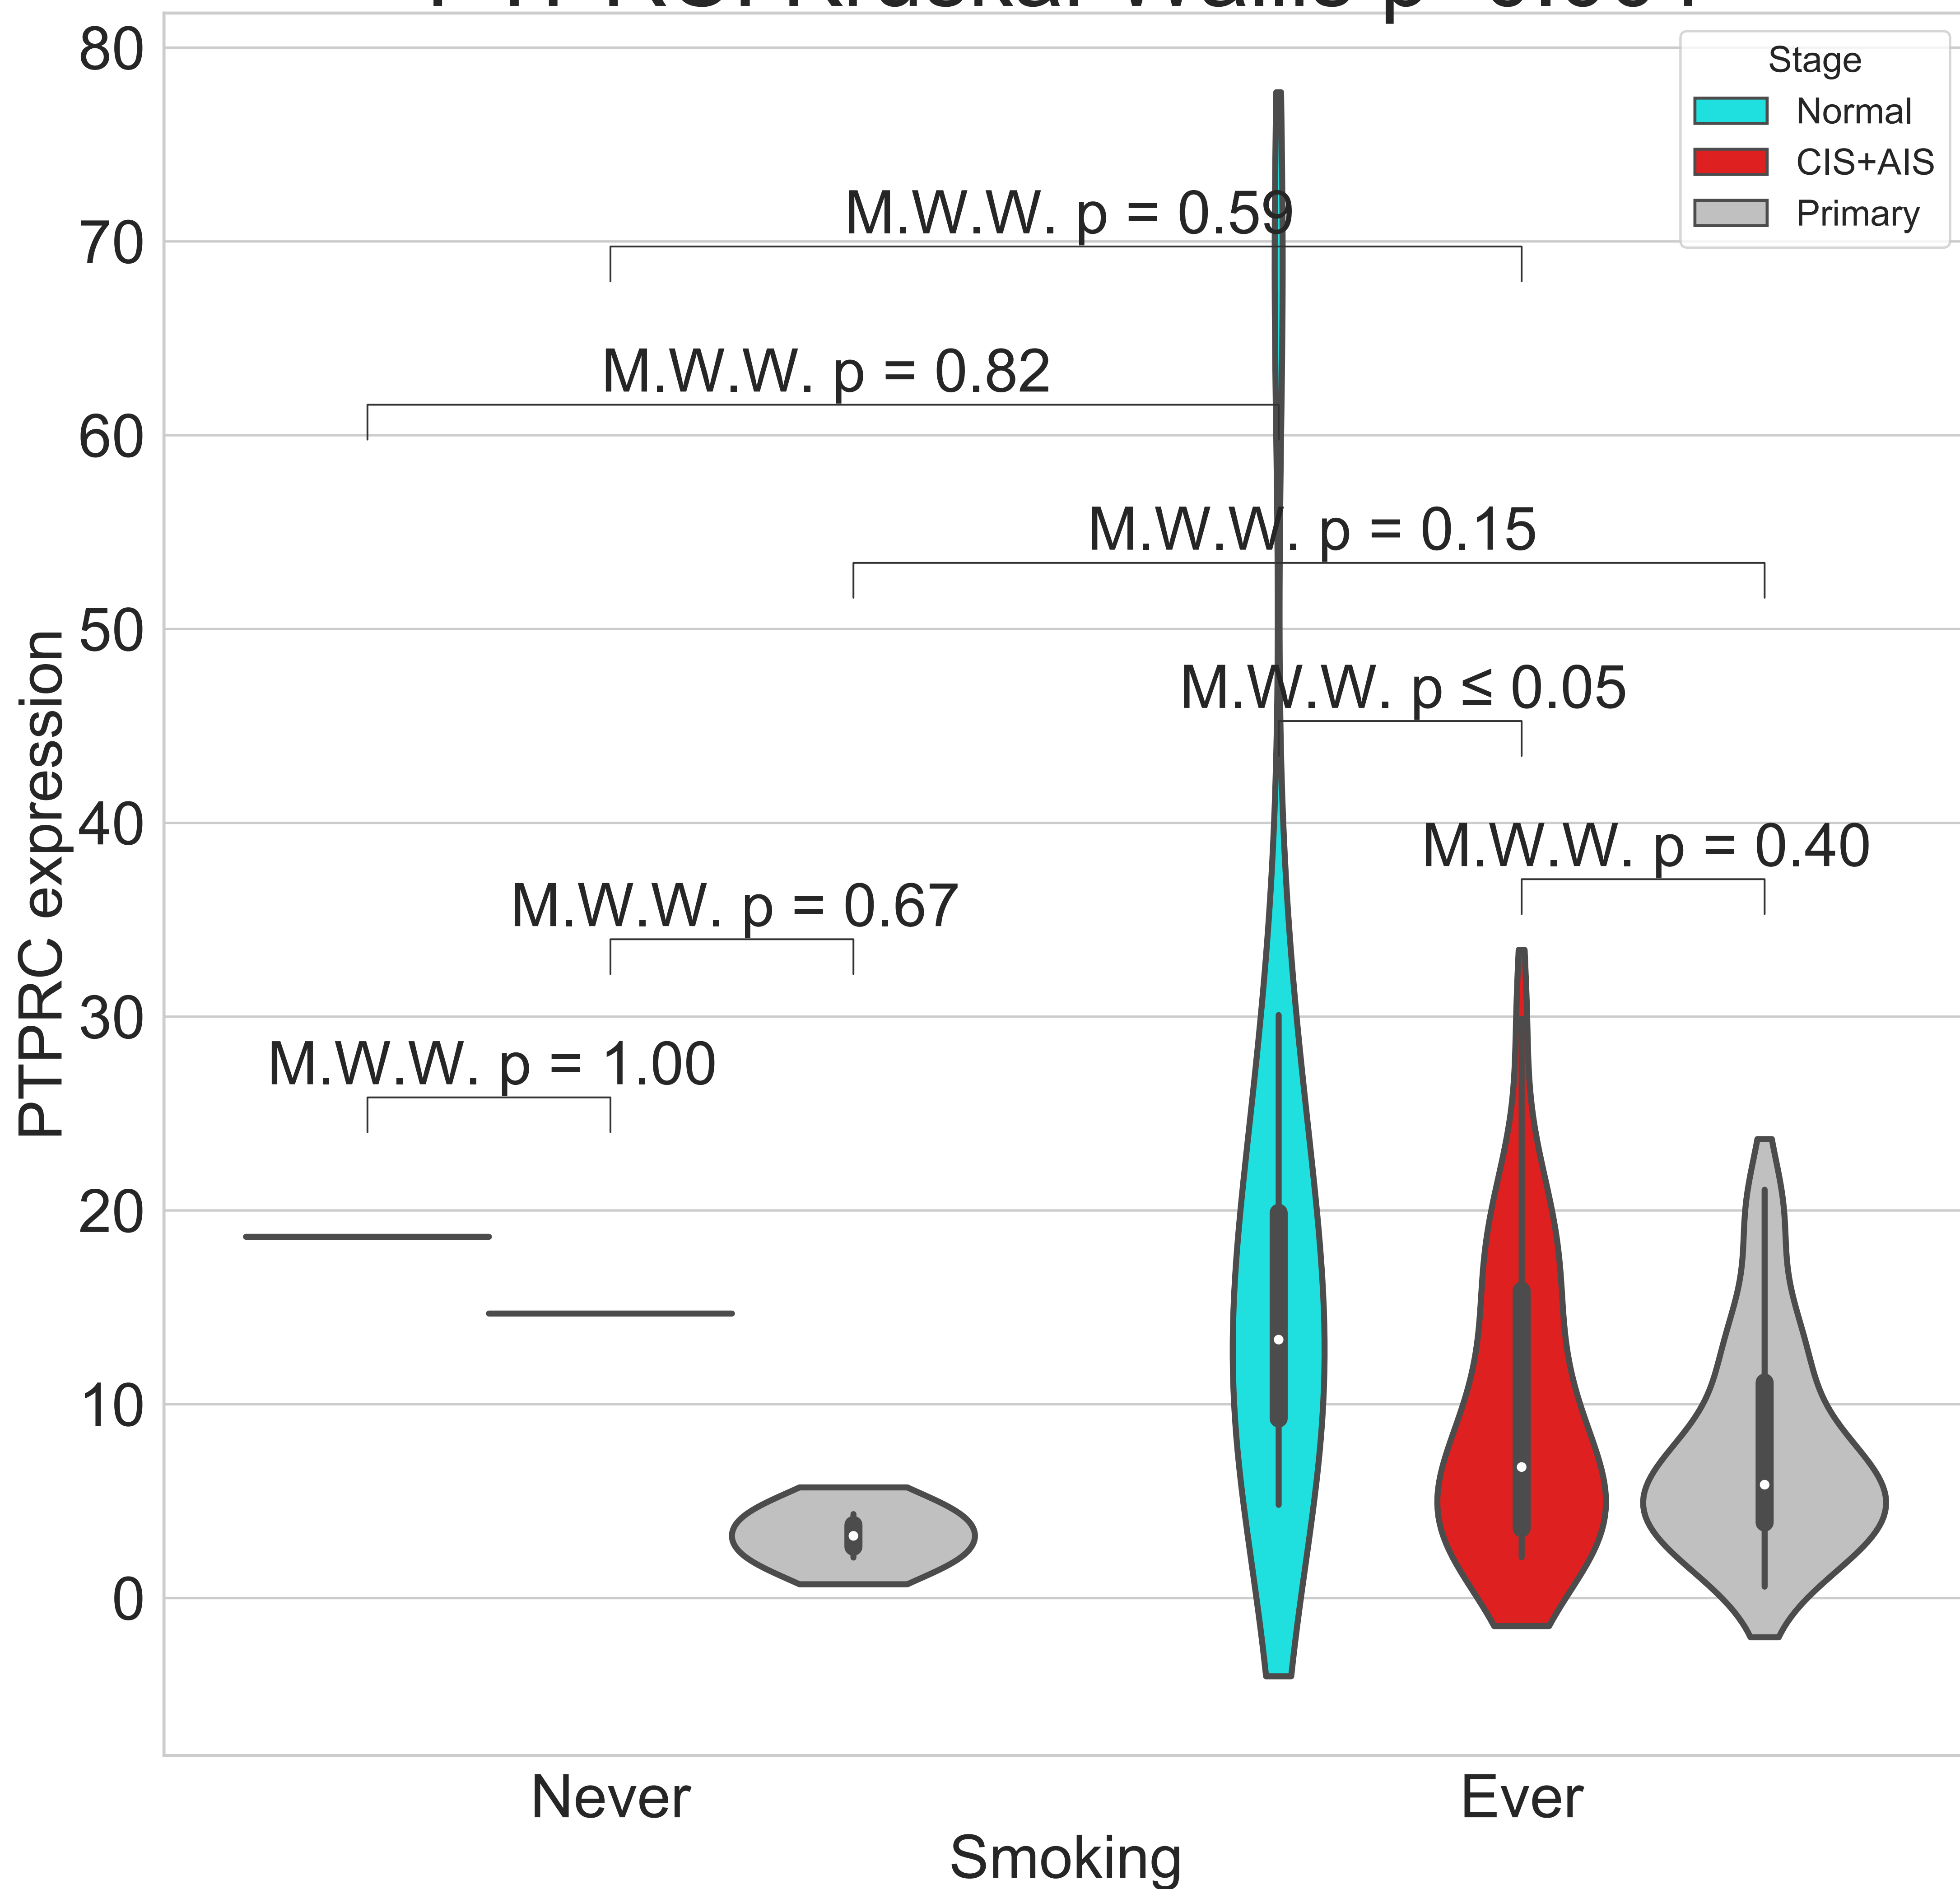 80
70
60
50
40
30
20
10
0
PTPRC expression
Stage
Normal
CIS+AIS
Primary
M.W.W. p = 0.59
M.W.W. p = 0.82
M.W.W. p = 0.15
M.W.W. p ≤ 0.05
M.W.W. p = 0.40
M.W.W. p = 0.67
M.W.W. p = 1.00
Never
Ever
Smoking